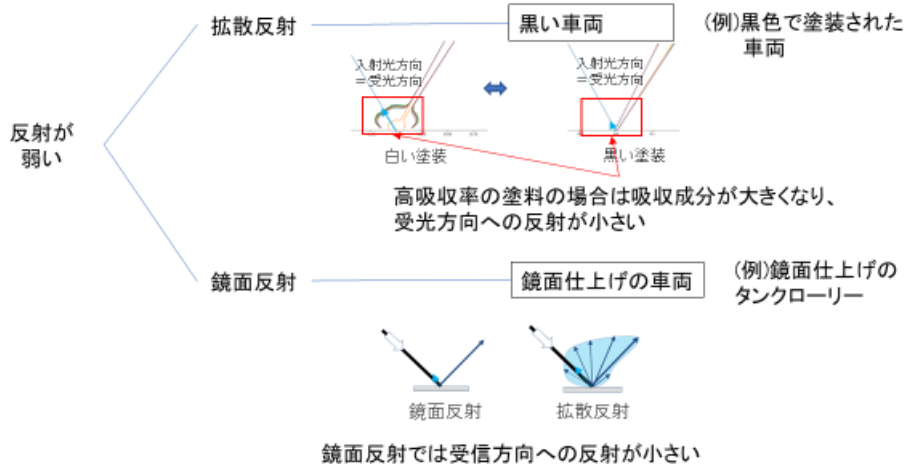 反射が
弱い
拡散反射
黒い車両
(例)黒色で塗装された
車両
入射光方向
＝受光方向
白い塗装
入射光方向
＝受光方向
黒い塗装
高吸収率の塗料の場合は吸収成分が大きくなり、
受光方向への反射が小さい
鏡面反射
鏡面仕上げの車両
(例)鏡面仕上げの
タンクローリー
鏡面反射
拡散反射
鏡面反射では受信方向への反射が小さい